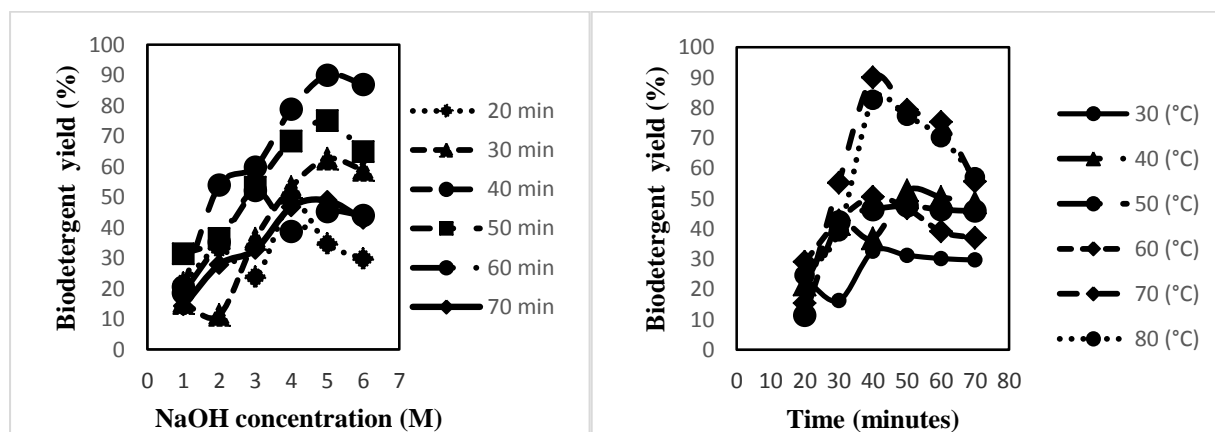 Biodetergent yield (%)
100
90
80
70
60
50
40
30
20
10
0
0 1 2 3 4 5 6 7
NaOH concentration (M)
20 min
30 min
40 min
50 min
60 min
70 min
Biodetergent yield (%)
100
90
80
70
60
50
40
30
20
10
0
0 10 20 30 40 50 60 70 80
Time (minutes)
30 (°C)
40 (°C)
50 (°C)
60 (°C)
70 (°C)
80 (°C)